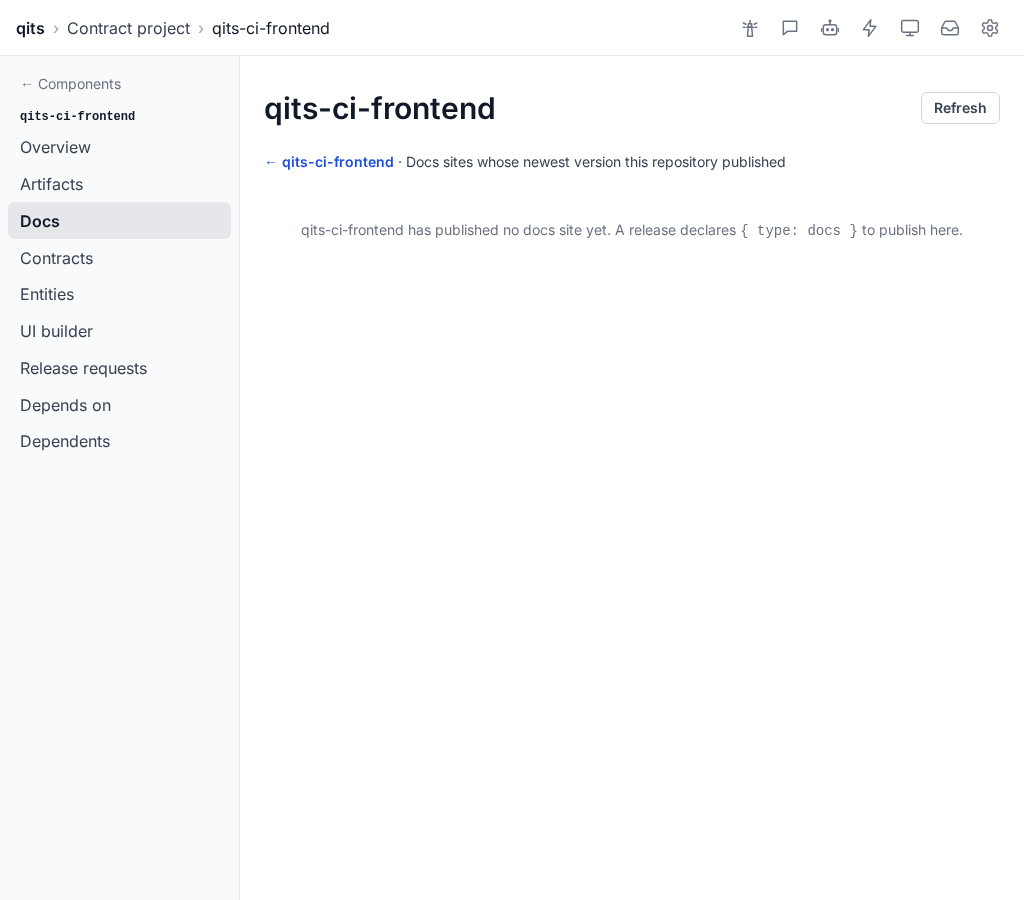 qits › Contract project › qits-ci-frontend
← Components
qits-ci-frontend
Overview
Artifacts
Docs
Contracts
Entities
UI builder
Release requests
Depends on
Dependents
qits-ci-frontend
Refresh
← qits-ci-frontend · Docs sites whose newest version this repository published
qits-ci-frontend has published no docs site yet. A release declares { type: docs } to publish here.